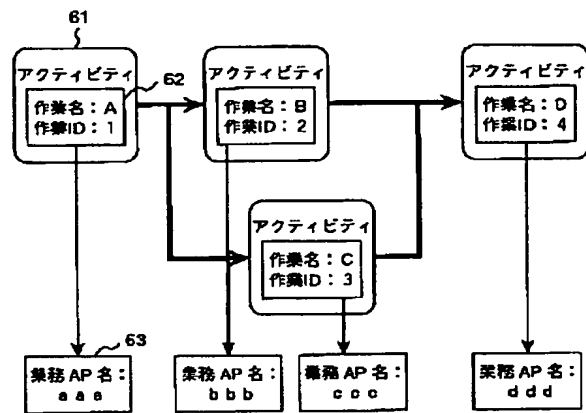 61
アクティビティ
62
作業名：A
作業ID：1
アクティビティ
作業名：B
作業ID：2
アクティビティ
作業名：D
作業ID：4
アクティビティ
作業名：C
作業ID：3
63
業務AP名：
aaa
業務AP名：
bbb
業務AP名：
ccc
業務AP名：
ddd